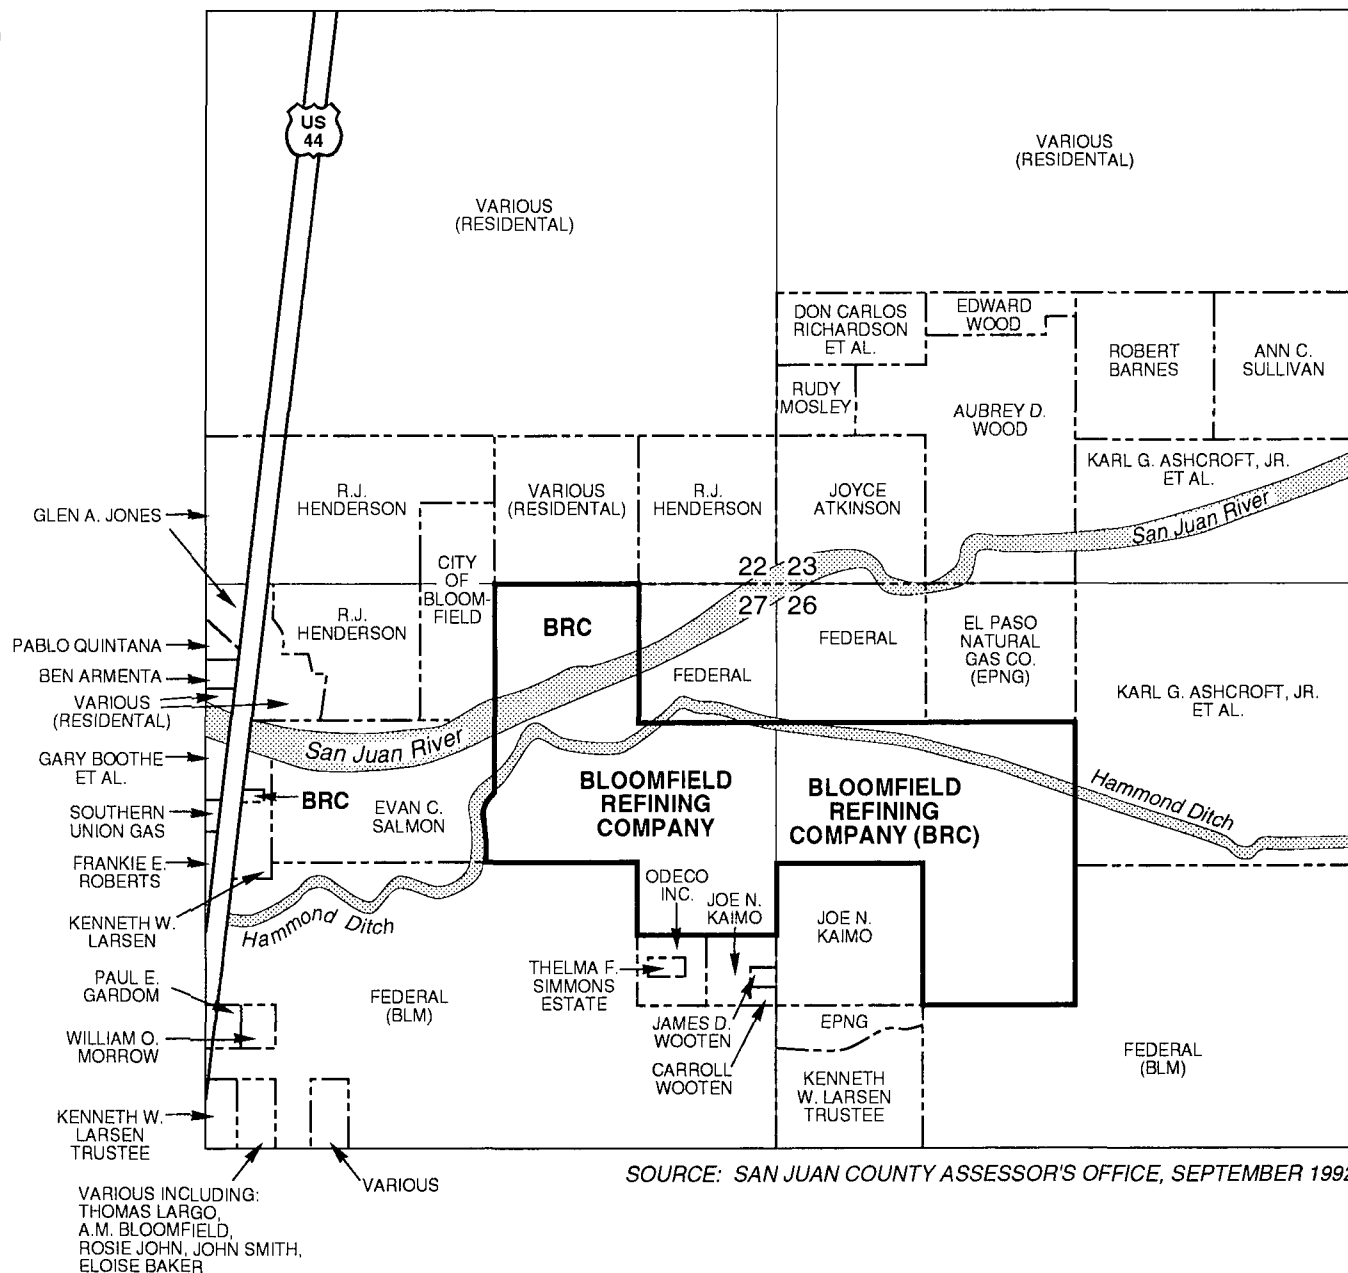 US
44
VARIOUS
(RESIDENTAL)
VARIOUS
(RESIDENTAL)
DON CARLOS
RICHARDSON
ET AL.
EDWARD
WOOD
ROBERT
BARNES
ANN C.
SULLIVAN
RUDY
MOSLEY
AUBREY D.
WOOD
KARL G. ASHCROFT, JR.
ET AL.
San Juan River
GLEN A. JONES
R.J.
HENDERSON
VARIOUS
(RESIDENTAL)
R.J.
HENDERSON
JOYCE
ATKINSON
CITY
OF
BLOOM-
FIELD
22 23
27 26
R.J.
HENDERSON
BRC
FEDERAL
FEDERAL
EL PASO
NATURAL
GAS CO.
(EPNG)
KARL G. ASHCROFT, JR.
ET AL.
PABLO QUINTANA
BEN ARMENTA
VARIOUS
(RESIDENTAL)
GARY BOOTHE
ET AL.
SOUTHERN
UNION GAS
FRANKIE E.
ROBERTS
KENNETH W.
LARSEN
San Juan River
BRC
EVAN C.
SALMON
BLOOMFIELD
REFINING
COMPANY
BLOOMFIELD
REFINING
COMPANY (BRC)
Hammond Ditch
Hammond Ditch
ODECO
INC.
JOE N.
KAIMO
JOE N.
KAIMO
THELMA F.
SIMMONS
ESTATE
JAMES D.
WOOTEN
CARROLL
WOOTEN
EPNG
KENNETH
W. LARSEN
TRUSTEE
FEDERAL
(BLM)
FEDERAL
(BLM)
PAUL E.
GARDOM
WILLIAM O.
MORROW
KENNETH W.
LARSEN
TRUSTEE
VARIOUS INCLUDING:
THOMAS LARGO,
A.M. BLOOMFIELD,
ROSIE JOHN, JOHN SMITH,
ELOISE BAKER
VARIOUS
SOURCE: SAN JUAN COUNTY ASSESSOR'S OFFICE, SEPTEMBER 1992